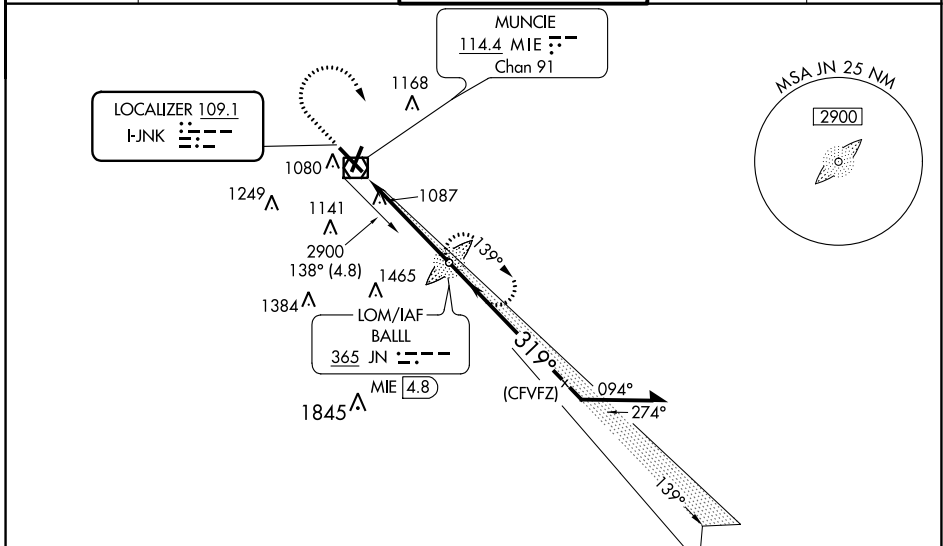 MUNCIE
114.4 MIE
Chan 91
LOCALIZER 109.1
I-JNK
1168
MSA JN 25 NM
2900
1080
1249
1087
1141
2900
138° (4.8)
139°
1465
1384
LOM/IAF
BALLL
365 JN
MIE 4.8
319°
(CFVFZ)
094°
274°
1845
139°